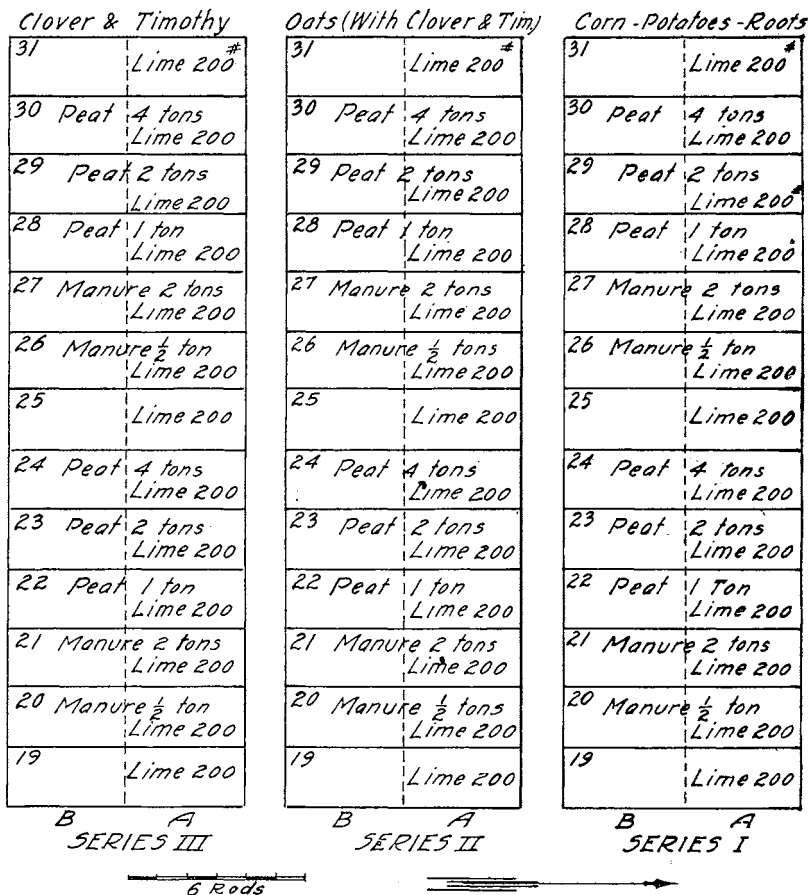 Clover & Timothy
31
Lime 200#
30 Peat 4 tons
Lime 200
29 Peat 2 tons
Lime 200
28 Peat 1 ton
Lime 200
27 Manure 2 tons
Lime 200
26 Manure 1/2 ton
Lime 200
25
Lime 200
24 Peat 4 tons
Lime 200
23 Peat 2 tons
Lime 200
22 Peat 1 ton
Lime 200
21 Manure 2 tons
Lime 200
20 Manure 1/2 ton
Lime 200
19
Lime 200
B A
SERIES III
Oats (With Clover & Tim)
31
Lime 200#
30 Peat 4 tons
Lime 200
29 Peat 2 tons
Lime 200
28 Peat 1 ton
Lime 200
27 Manure 2 tons
Lime 200
26 Manure 1/2 tons
Lime 200
25
Lime 200
24 Peat 4 tons
Lime 200
23 Peat 2 tons
Lime 200
22 Peat 1 ton
Lime 200
21 Manure 2 tons
Lime 200
20 Manure 1/2 tons
Lime 200
19
Lime 200
B A
SERIES II
Corn-Potatoes-Roots
31
Lime 200#
30 Peat 4 tons
Lime 200
29 Peat 2 tons
Lime 200
28 Peat 1 ton
Lime 200
27 Manure 2 tons
Lime 200
26 Manure 1/2 ton
Lime 200
25
Lime 200
24 Peat 4 tons
Lime 200
23 Peat 2 tons
Lime 200
22 Peat 1 Ton
Lime 200
21 Manure 2 tons
Lime 200
20 Manure 1/2 ton
Lime 200
19
Lime 200
B A
SERIES I
6 Rods